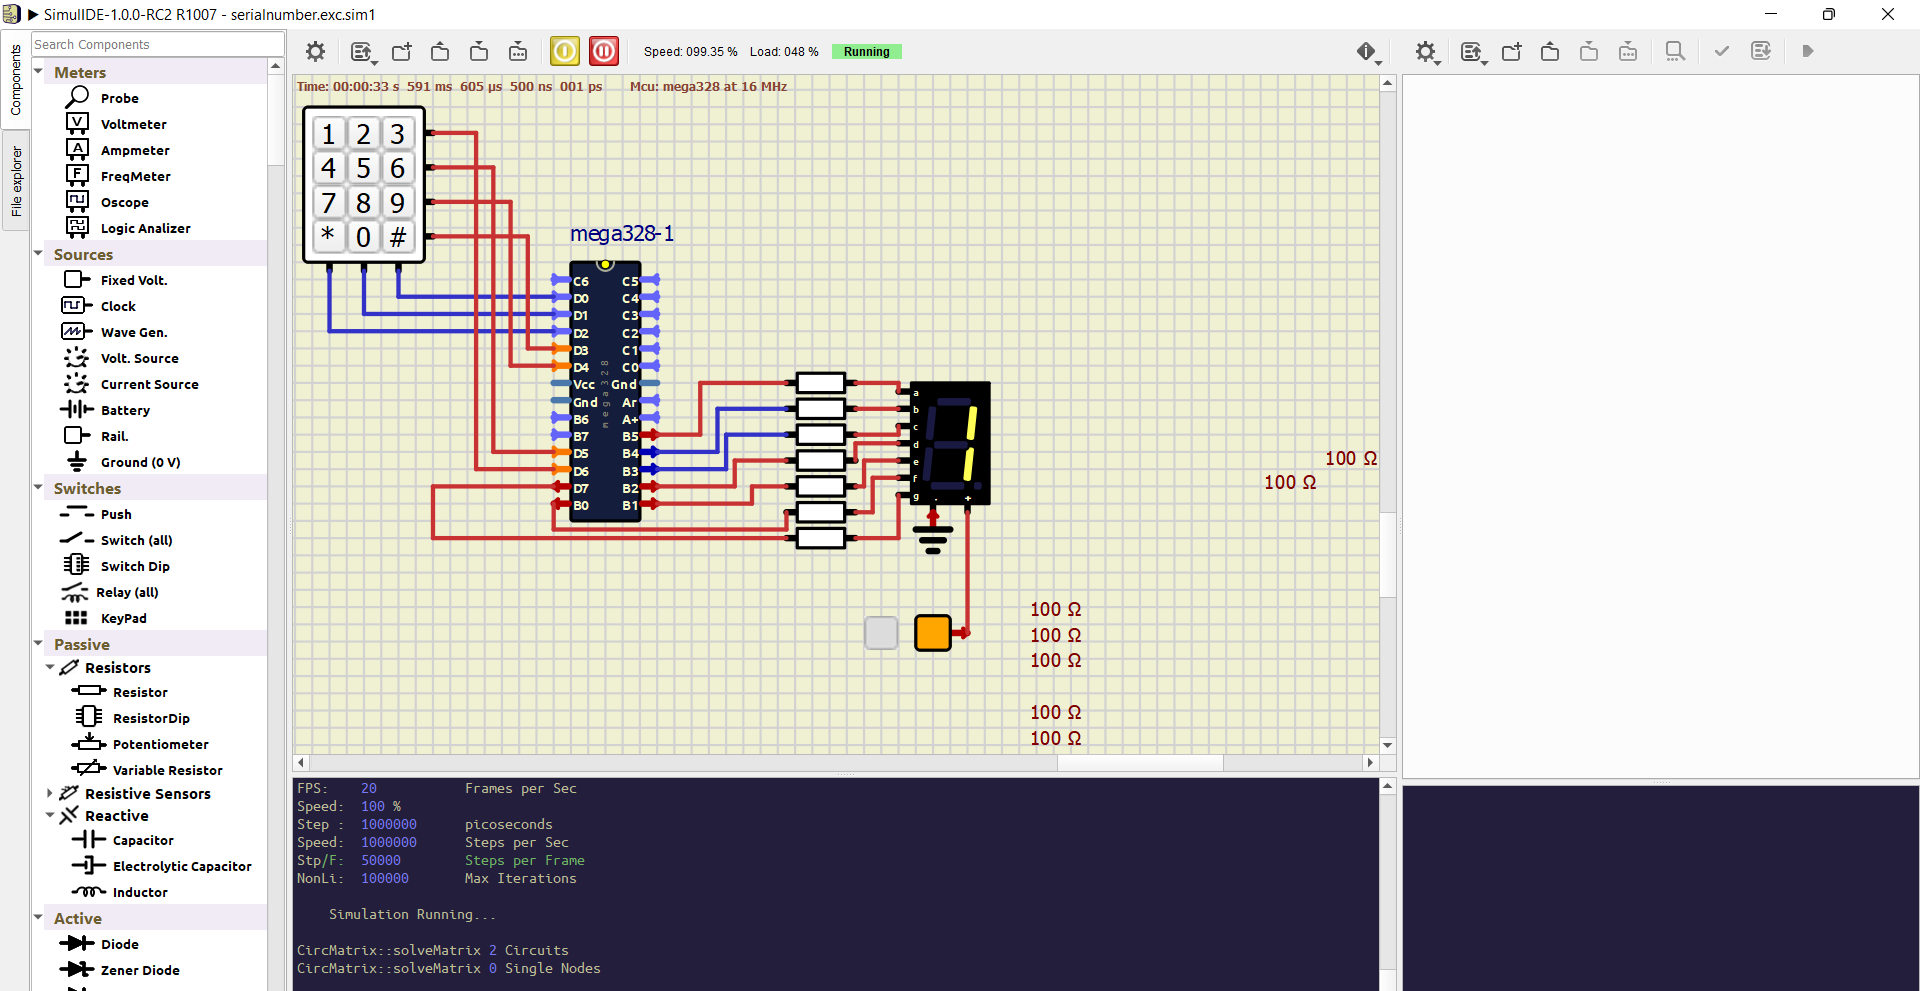 SimulIDE-1.0.0-RC2 R1007 - serialnumber.exc.sim1
Components
File explorer
Search Components
Meters
Probe
Voltmeter
Ampmeter
FreqMeter
Oscope
Logic Analizer
Sources
Fixed Volt.
Clock
Wave Gen.
Volt. Source
Current Source
Battery
Rail.
Ground (0 V)
Switches
Push
Switch (all)
Switch Dip
Relay (all)
KeyPad
Passive
Resistors
Resistor
ResistorDip
Potentiometer
Variable Resistor
Resistive Sensors
Reactive
Capacitor
Electrolytic Capacitor
Inductor
Active
Diode
Zener Diode
Speed: 099.35 % Load: 048 % Running
Time: 00:00:33 s 591 ms 605 µs 500 ns 001 ps Mcu: mega328 at 16 MHz
1 2 3
4 5 6
7 8 9
* 0 #
mega328-1
C6 C5
D0 C4
D1 C3
D2 C2
D3 C1
D4 C0
Vcc Gnd
Gnd Ar
B6 A+
B7 B5
D5 B4
D6 B3
D7 B2
B0 B1
mega328
a
b
c
d
e
f
g
. +
100 Ω
100 Ω
100 Ω
100 Ω
100 Ω
100 Ω
100 Ω
FPS: 20 Frames per Sec
Speed: 100 %
Step : 1000000 picoseconds
Speed: 1000000 Steps per Sec
Stp/F: 50000 Steps per Frame
NonLi: 100000 Max Iterations
Simulation Running...
CircMatrix::solveMatrix 2 Circuits
CircMatrix::solveMatrix 0 Single Nodes